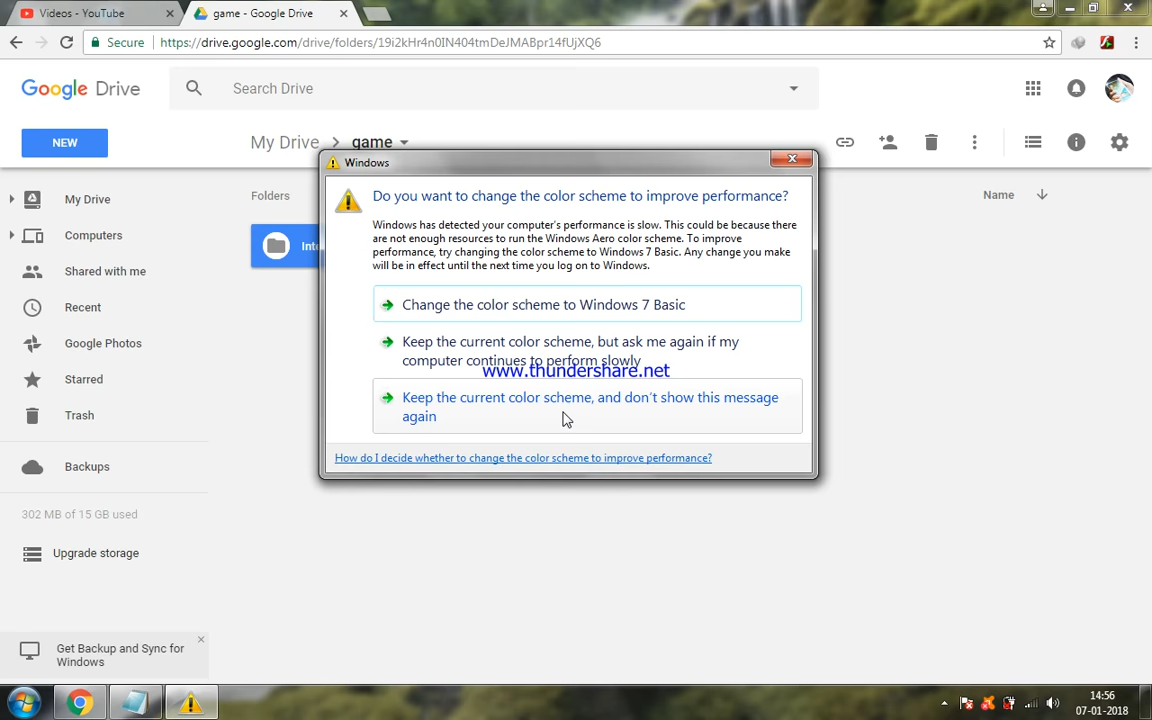 Videos - YouTube
game - Google Drive
Secure
https://drive.google.com/drive/folders/19i2kHr4n0IN404tmDeJMABpr14fUjXQ6
Google Drive
Search Drive
NEW
My Drive
game
My Drive
Computers
Shared with me
Recent
Google Photos
Starred
Trash
Backups
302 MB of 15 GB used
Upgrade storage
Get Backup and Sync for
Windows
Folders
Name
Inte
Windows
Do you want to change the color scheme to improve performance?
Windows has detected your computer's performance is slow. This could be because there
are not enough resources to run the Windows Aero color scheme. To improve
performance, try changing the color scheme to Windows 7 Basic. Any change you make
will be in effect until the next time you log on to Windows.
Change the color scheme to Windows 7 Basic
Keep the current color scheme, but ask me again if my
computer continues to perform slowly
www.thundershare.net
Keep the current color scheme, and don't show this message
again
How do I decide whether to change the color scheme to improve performance?
14:56
07-01-2018